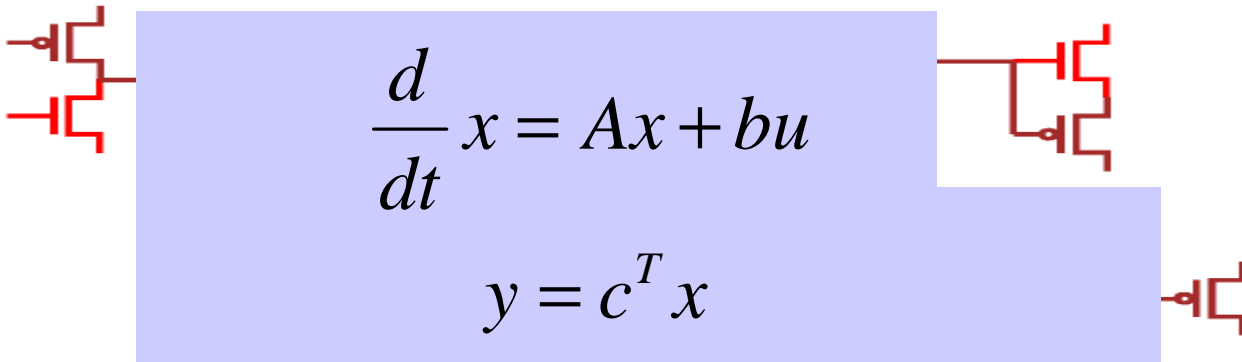 d/dt x = Ax + bu
y = c^T x